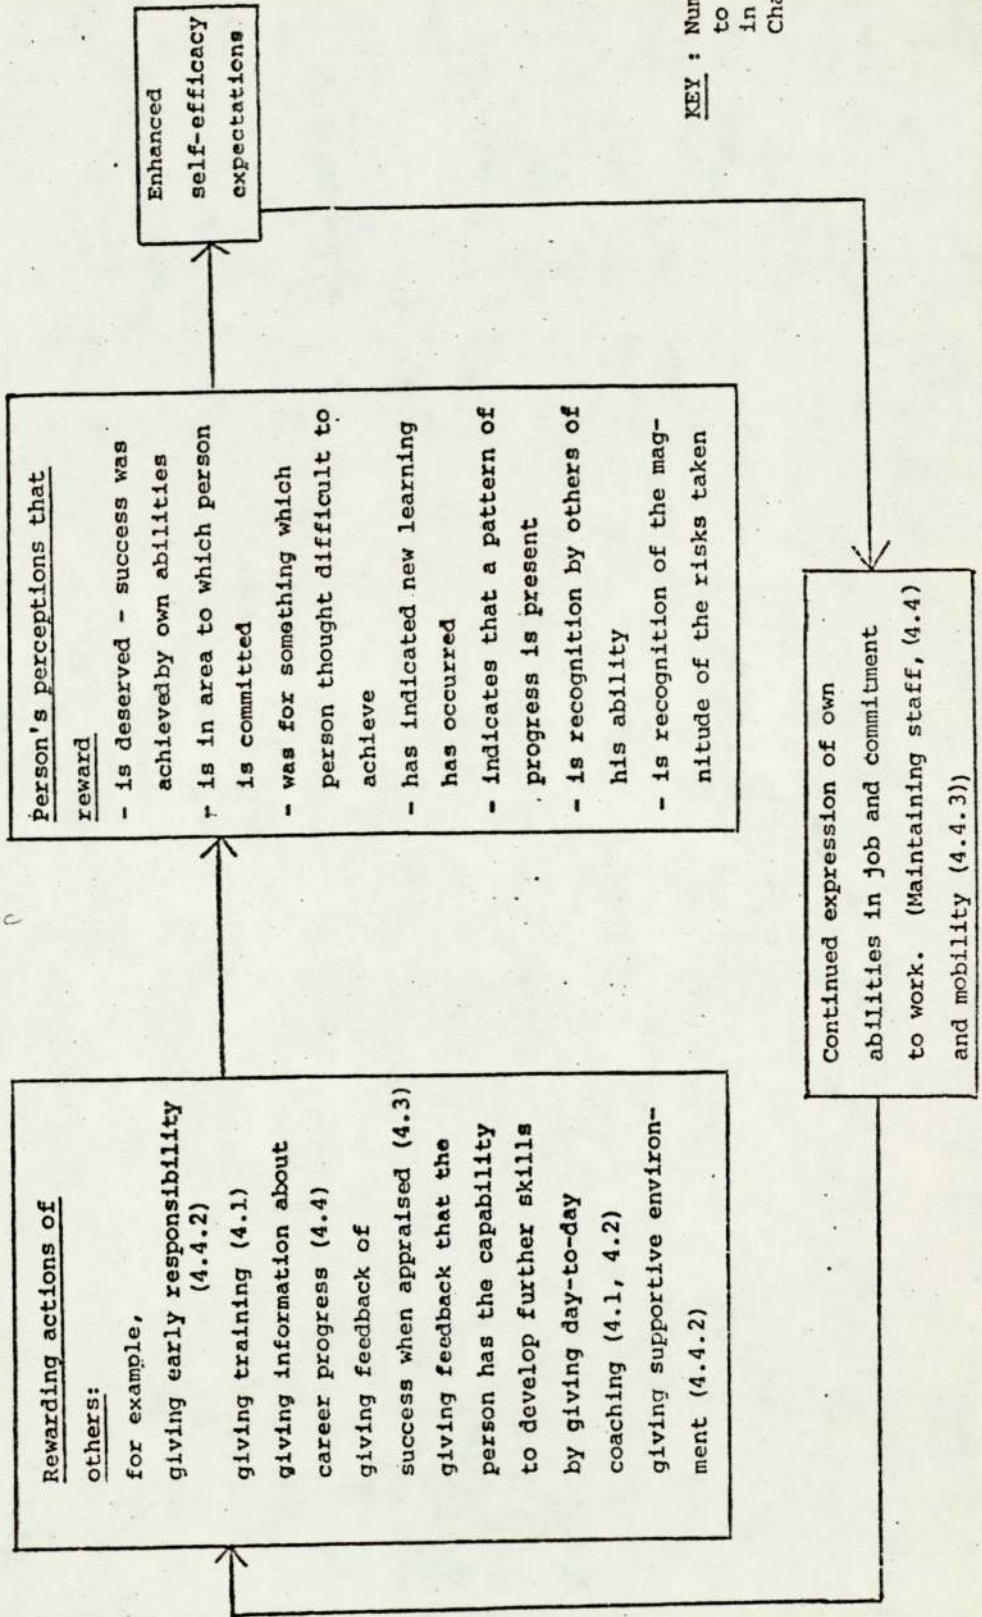 Rewarding actions of
others:
for example,
giving early responsibility
(4.4.2)
giving training (4.1)
giving information about
career progress (4.4)
giving feedback of
success when appraised (4.3)
giving feedback that the
person has the capability
to develop further skills
by giving day-to-day
coaching (4.1, 4.2)
giving supportive environ-
ment (4.4.2)
Person's perceptions that
reward
- is deserved - success was
achievedby own abilities
- is in area to which person
is committed
- was for something which
person thought difficult to
achieve
- has indicated new learning
has occurred
- indicates that a pattern of
progress is present
- is recognition by others of
his ability
- is recognition of the mag-
nitude of the risks taken
Enhanced
self-efficacy
expectations
Continued expression of own
abilities in job and commitment
to work. (Maintaining staff, (4.4)
and mobility (4.4.3))
KEY :
to
in